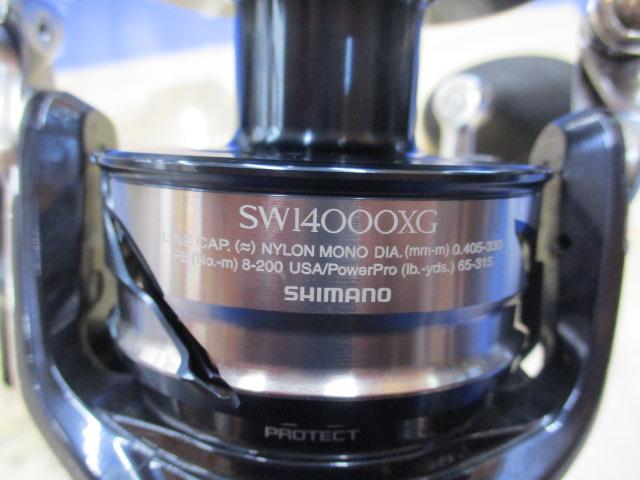 SW14000XG
LINE CAP. (≈) NYLON MONO DIA. (mm-m) 0.405-330
PE (No.-m) 8-200 USA/PowerPro (lb.-yds.) 65-315
SHIMANO
PROTECT